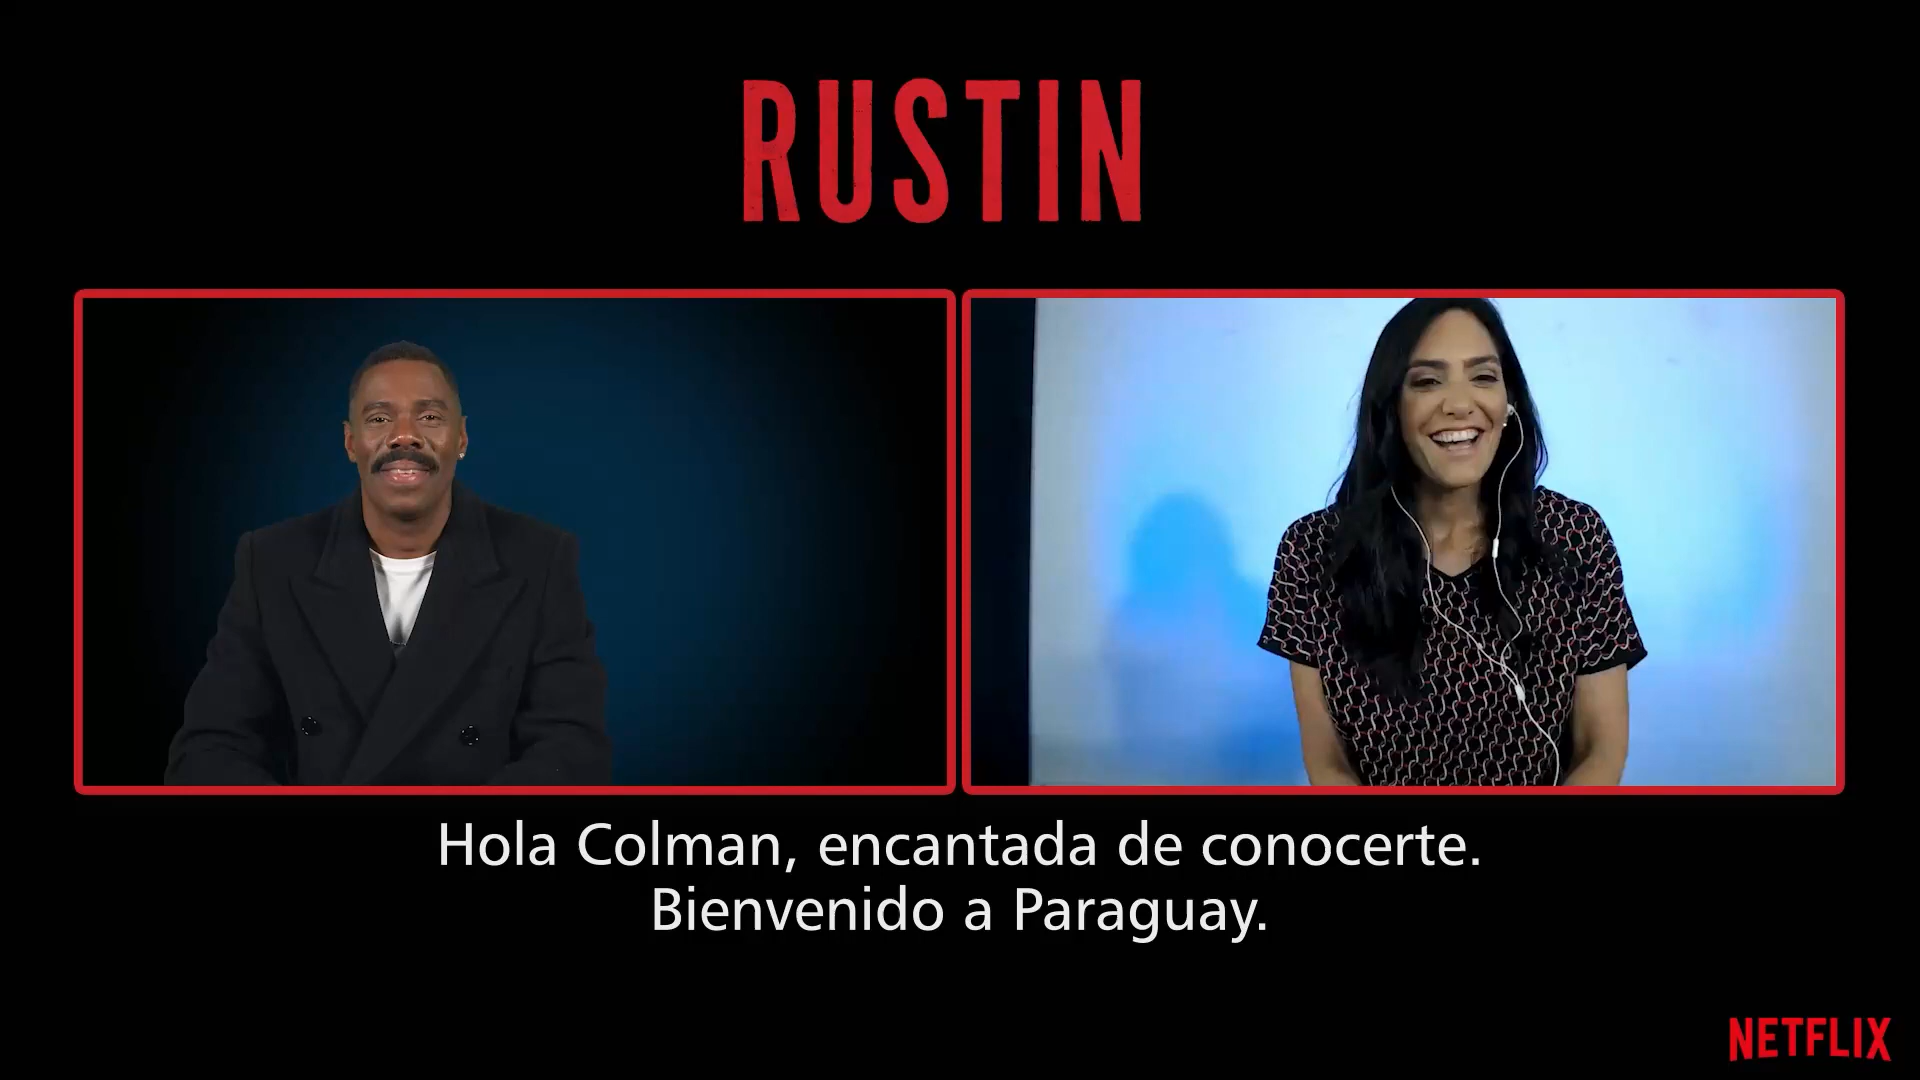 RUSTIN
Hola Colman, encantada de conocerte.
Bienvenido a Paraguay.
NETFLIX